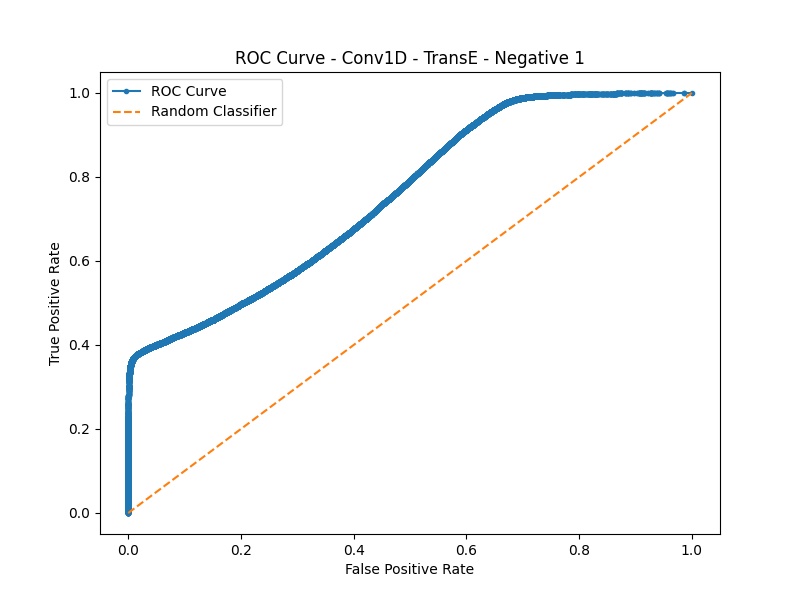 ROC Curve - Conv1D - TransE - Negative 1
ROC Curve
Random Classifier
True Positive Rate
1.0
0.8
0.6
0.4
0.2
0.0
0.0 0.2 0.4 0.6 0.8 1.0
False Positive Rate